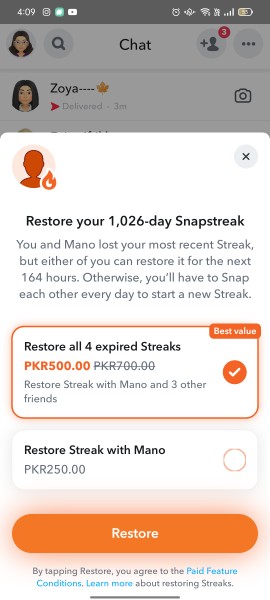 4:09
Chat
3
Zoya----🍁
Delivered · 3m
Restore your 1,026-day Snapstreak
You and Mano lost your most recent Streak,
but either of you can restore it for the next
164 hours. Otherwise, you'll have to Snap
each other every day to start a new Streak.
Best value
Restore all 4 expired Streaks
PKR500.00 PKR700.00
Restore Streak with Mano and 3 other
friends
Restore Streak with Mano
PKR250.00
Restore
By tapping Restore, you agree to the Paid Feature
Conditions. Learn more about restoring Streaks.